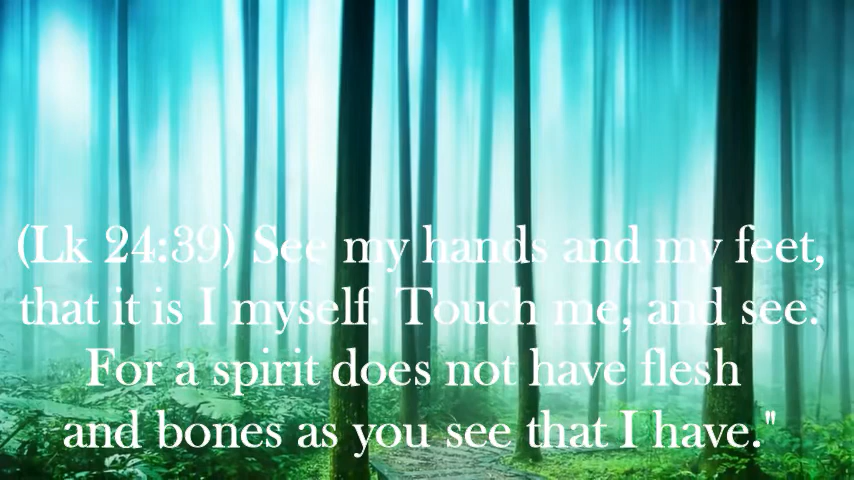 (Lk 24:39) See my hands and my feet,
that it is I myself. Touch me, and see.
For a spirit does not have flesh
and bones as you see that I have."